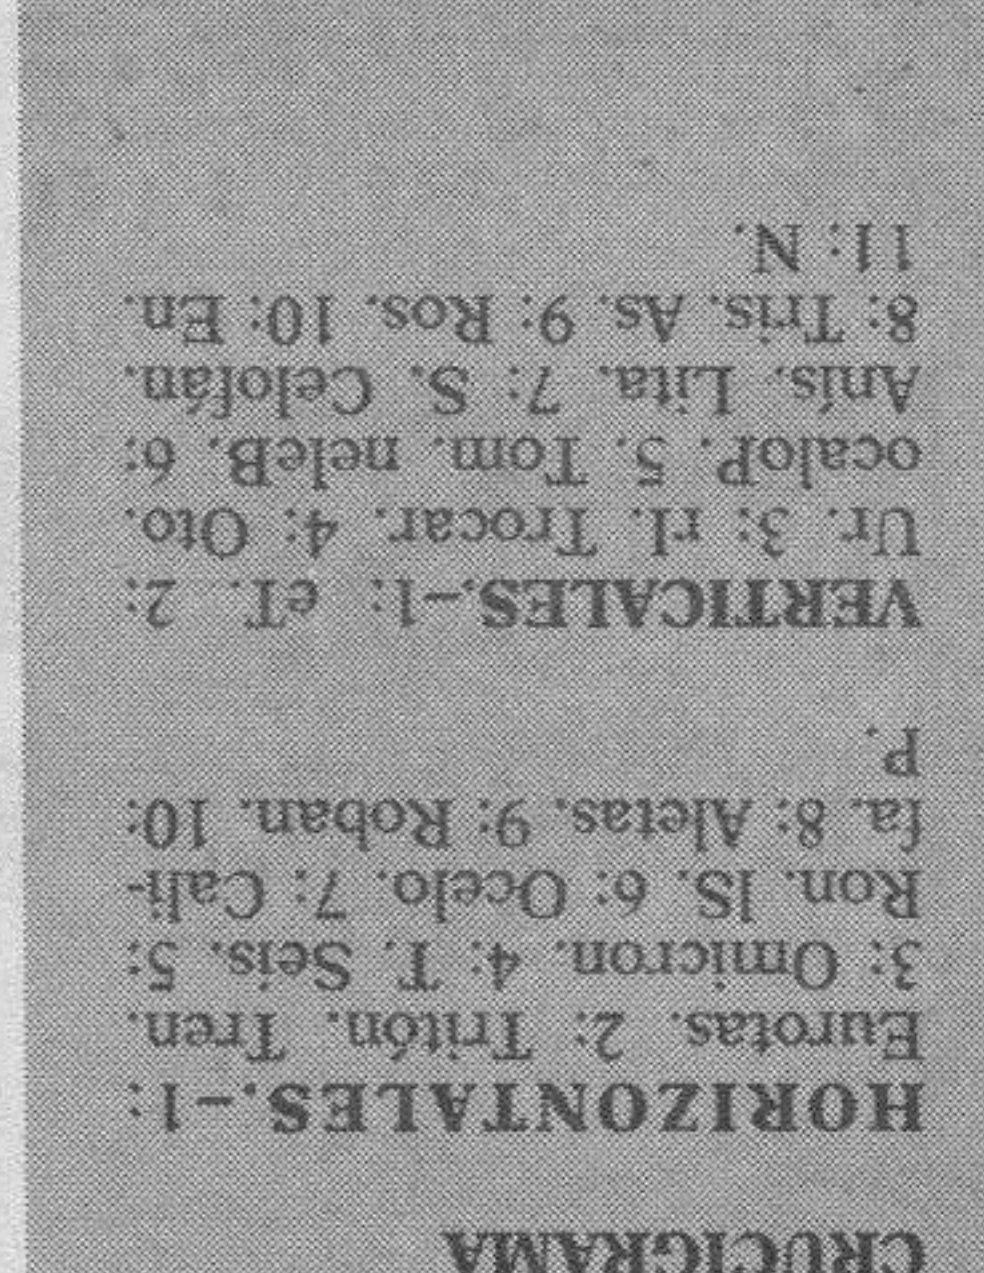 CRUCIGRAMA
HORIZONTALES.–1:
Eurotas. 2: Tritón. Tren.
3: Omicron. 4: T. Seis. 5:
Ron. lS. 6: Ocelo. 7: Cali-
fa. 8: Aletas. 9: Roban. 10:
P.
VERTICALES.–1: eT. 2:
Ur. 3: rI. Trocar. 4: Oto.
ocaloP. 5. Tom. neleB. 6:
Anís. Lita. 7: S. Celofán.
8: Tris. As. 9: Ros. 10: En.
11: N.